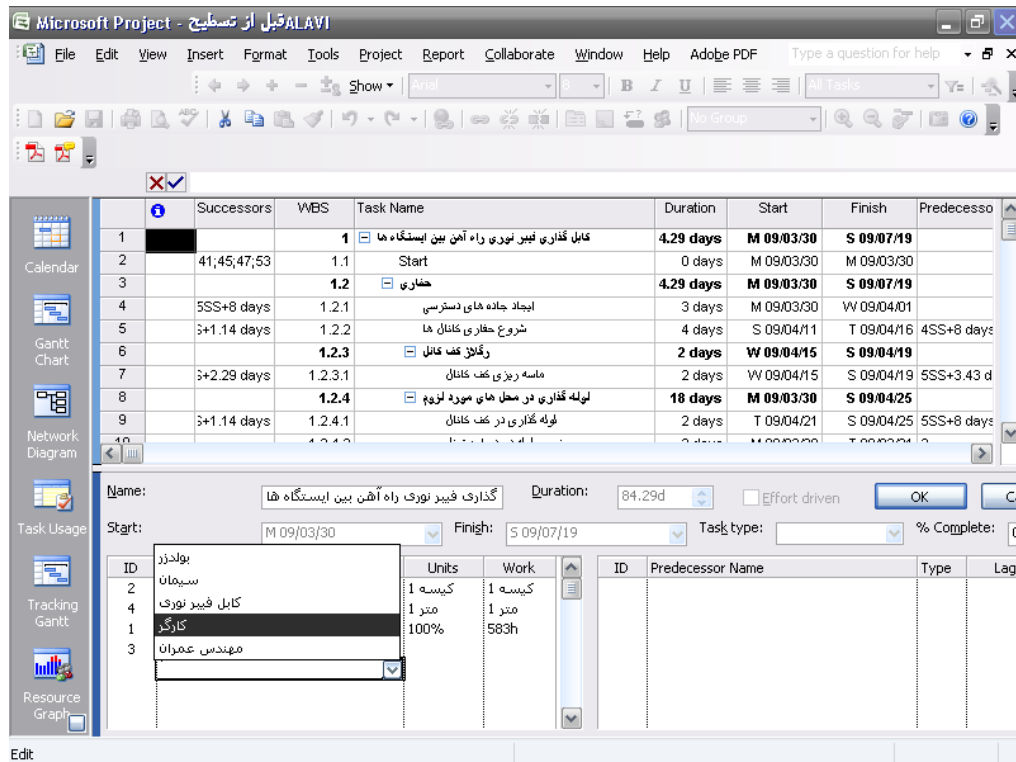 Microsoft Project - قبل از تسطیح ALAVI
File Edit View Insert Format Tools Project Report Collaborate Window Help Adobe PDF Type a question for help
Show Arial 8 B I U All Tasks
No Group
Successors WBS Task Name Duration Start Finish Predecesso
1 1 کابل گذاری فیبر نوری راه آهن بین ایستگاه ها 4.29 days M 09/03/30 S 09/07/19
2 41;45;47;53 1.1 Start 0 days M 09/03/30 M 09/03/30
3 1.2 حفاری 4.29 days M 09/03/30 S 09/07/19
4 5SS+8 days 1.2.1 ایجاد جاده های دسترسی 3 days M 09/03/30 W 09/04/01
5 S+1.14 days 1.2.2 شروع حفاری کانال ها 4 days S 09/04/11 T 09/04/16 4SS+8 days
6 1.2.3 رگلاژ کف کانل 2 days W 09/04/15 S 09/04/19
7 S+2.29 days 1.2.3.1 ماسه ریزی کف کانال 2 days W 09/04/15 S 09/04/19 5SS+3.43 d
8 1.2.4 لوله گذاری در محل های مورد لزوم 18 days M 09/03/30 S 09/04/25
9 S+1.14 days 1.2.4.1 لوله گذاری در کف کانال 2 days T 09/04/21 S 09/04/25 5SS+8 days
Calendar
Gantt Chart
Network Diagram
Task Usage
Tracking Gantt
Resource Graph
Name: گذاری فیبر نوری راه آهن بین ایستگاه ها Duration: 84.29d Effort driven OK
Start: M 09/03/30 Finish: S 09/07/19 Task type: % Complete:
ID Units Work ID Predecessor Name Type Lag
2 کیسه 1 کیسه 1
4 متر 1 متر 1
1 100% 583h
3
بولدزر
سیمان
کابل فیبر نوری
کارگر
مهندس عمران
Edit